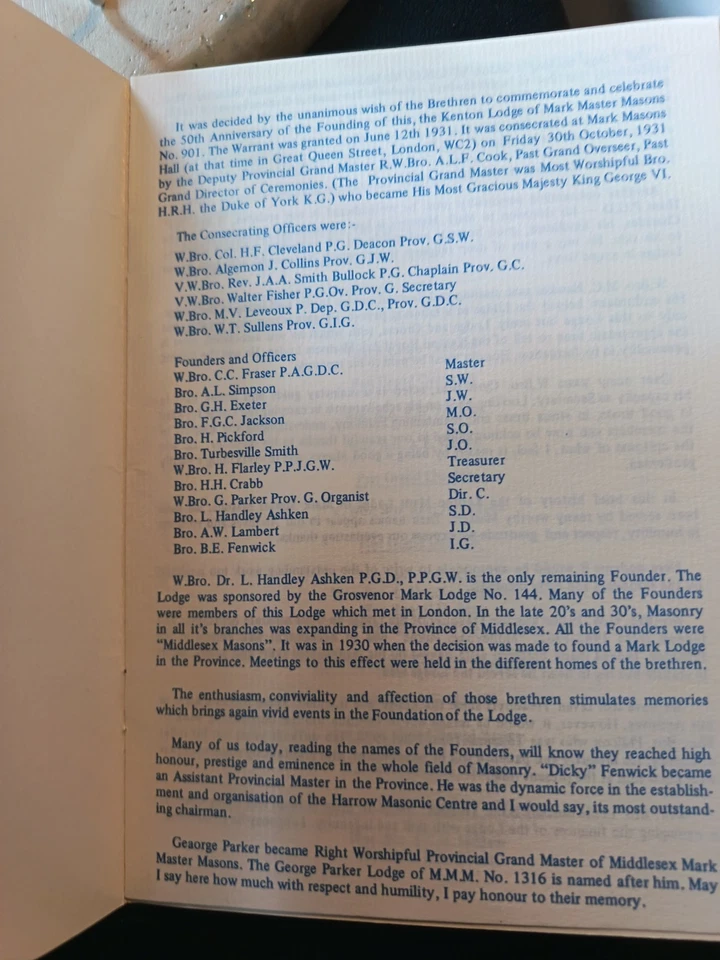 It was decided by the unanimous wish of the Brethren to commemorate and celebrate
the 50th Anniversary of the Founding of this, the Kenton Lodge of Mark Master Masons
No. 901. The Warrant was granted on June 12th 1931. It was consecrated at Mark Masons
Hall (at that time in Great Queen Street, London, WC2) on Friday 30th October, 1931
by the Deputy Provincial Grand Master R.W.Bro. A.L.F. Cook, Past Grand Overseer, Past
Grand Director of Ceremonies. (The Provincial Grand Master was Most Worshipful Bro.
H.R.H. the Duke of York K.G.) who became His Most Gracious Majesty King George VI.
The Consecrating Officers were:-
W.Bro. Col. H.F. Cleveland P.G. Deacon Prov. G.S.W.
W.Bro. Algemon J. Collins Prov. G.J.W.
V.W.Bro. Rev. J.A.A. Smith Bullock P.G. Chaplain Prov. G.C.
V.W.Bro. Walter Fisher P.G.Ov. Prov. G. Secretary
W.Bro. M.V. Leveoux P. Dep. G.D.C., Prov. G.D.C.
W.Bro. W.T. Sullens Prov. G.I.G.
Founders and Officers
W.Bro. C.C. Fraser P.A.G.D.C. Master
Bro. A.L. Simpson S.W.
Bro. G.H. Exeter J.W.
Bro. F.G.C. Jackson M.O.
Bro. H. Pickford S.O.
Bro. Turbesville Smith J.O.
W.Bro. H. Flarley P.P.J.G.W. Treasurer
Bro. H.H. Crabb Secretary
W.Bro. G. Parker Prov. G. Organist Dir. C.
Bro. L. Handley Ashken S.D.
Bro. A.W. Lambert J.D.
Bro. B.E. Fenwick I.G.
W.Bro. Dr. L. Handley Ashken P.G.D., P.P.G.W. is the only remaining Founder. The
Lodge was sponsored by the Grosvenor Mark Lodge No. 144. Many of the Founders
were members of this Lodge which met in London. In the late 20's and 30's, Masonry
in all it's branches was expanding in the Province of Middlesex. All the Founders were
"Middlesex Masons". It was in 1930 when the decision was made to found a Mark Lodge
in the Province. Meetings to this effect were held in the different homes of the brethren.
The enthusiasm, conviviality and affection of those brethren stimulates memories
which brings again vivid events in the Foundation of the Lodge.
Many of us today, reading the names of the Founders, will know they reached high
honour, prestige and eminence in the whole field of Masonry. "Dicky" Fenwick became
an Assistant Provincial Master in the Province. He was the dynamic force in the establish-
ment and organisation of the Harrow Masonic Centre and I would say, its most outstand-
ing chairman.
Geaorge Parker became Right Worshipful Provincial Grand Master of Middlesex Mark
Master Masons. The George Parker Lodge of M.M.M. No. 1316 is named after him. May
I say here how much with respect and humility, I pay honour to their memory.